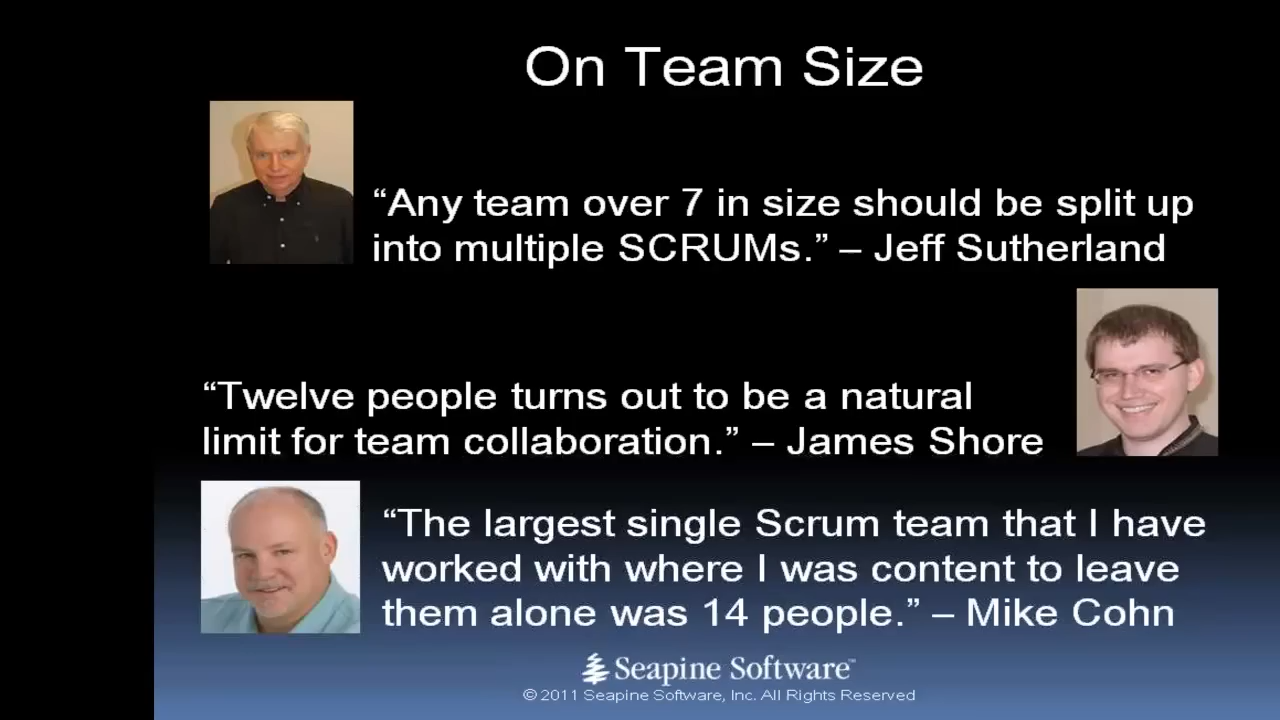 On Team Size
“Any team over 7 in size should be split up
into multiple SCRUMs.” – Jeff Sutherland
“Twelve people turns out to be a natural
limit for team collaboration.” – James Shore
“The largest single Scrum team that I have
worked with where I was content to leave
them alone was 14 people.” – Mike Cohn
Seapine Software™
© 2011 Seapine Software, Inc. All Rights Reserved